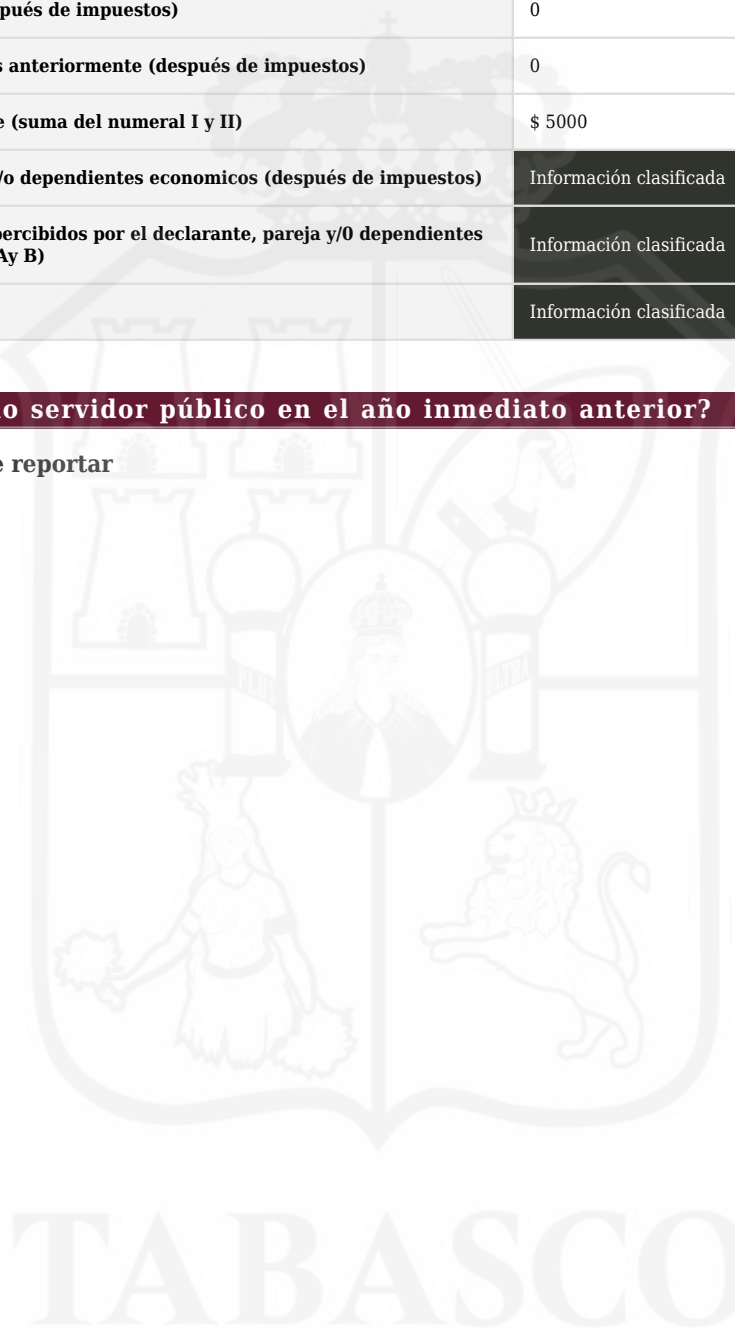 pués de impuestos)
0
s anteriormente (después de impuestos)
0
e (suma del numeral I y II)
$ 5000
/o dependientes economicos (después de impuestos)
Información clasificada
percibidos por el declarante, pareja y/0 dependientes
Ay B)
Información clasificada
Información clasificada
o servidor público en el año inmediato anterior?
e reportar
PLUS
ULTRA
TABASCO